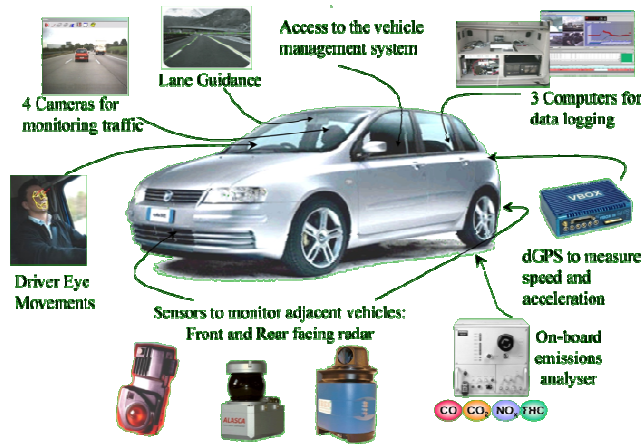 Access to the vehicle
management system
Lane Guidance
4 Cameras for
monitoring traffic
3 Computers for
data logging
VBOX
dGPS to measure
speed and
acceleration
Driver Eye
Movements
Sensors to monitor adjacent vehicles:
Front and Rear facing radar
On-board
emissions
analyser
ALASCA
CO CO₂ NOₓ THC